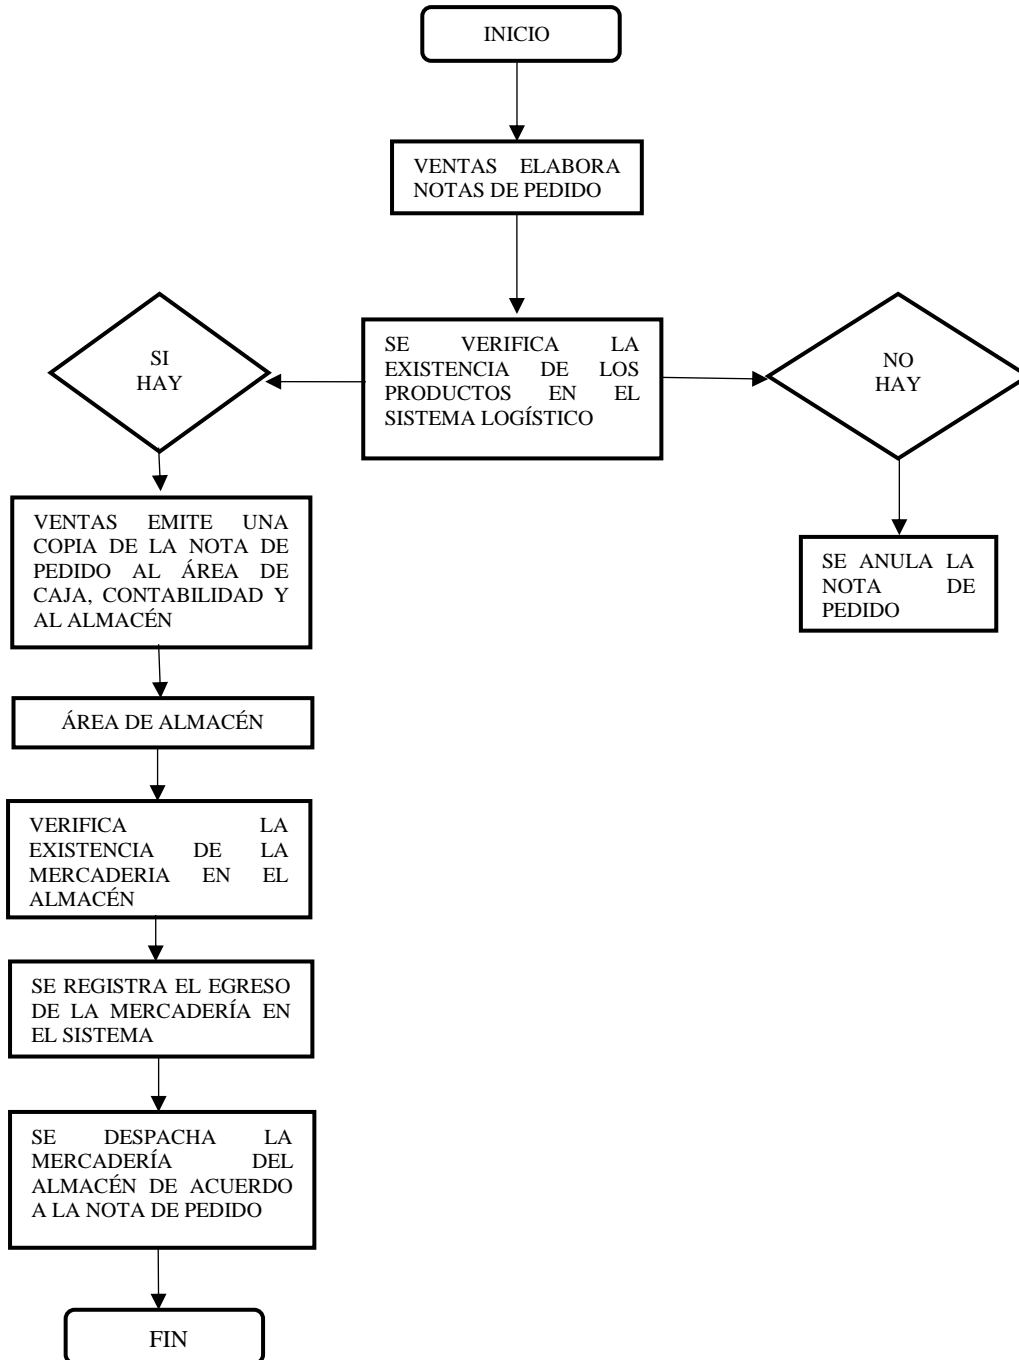 INICIO
VENTAS ELABORA
NOTAS DE PEDIDO
SI
HAY
SE VERIFICA LA
EXISTENCIA DE LOS
PRODUCTOS EN EL
SISTEMA LOGÍSTICO
NO
HAY
VENTAS EMITE UNA
COPIA DE LA NOTA DE
PEDIDO AL ÁREA DE
CAJA, CONTABILIDAD Y
AL ALMACÉN
SE ANULA LA
NOTA DE
PEDIDO
ÁREA DE ALMACÉN
VERIFICA LA
EXISTENCIA DE LA
MERCADERIA EN EL
ALMACÉN
SE REGISTRA EL EGRESO
DE LA MERCADERÍA EN
EL SISTEMA
SE DESPACHA LA
MERCADERÍA DEL
ALMACÉN DE ACUERDO
A LA NOTA DE PEDIDO
FIN